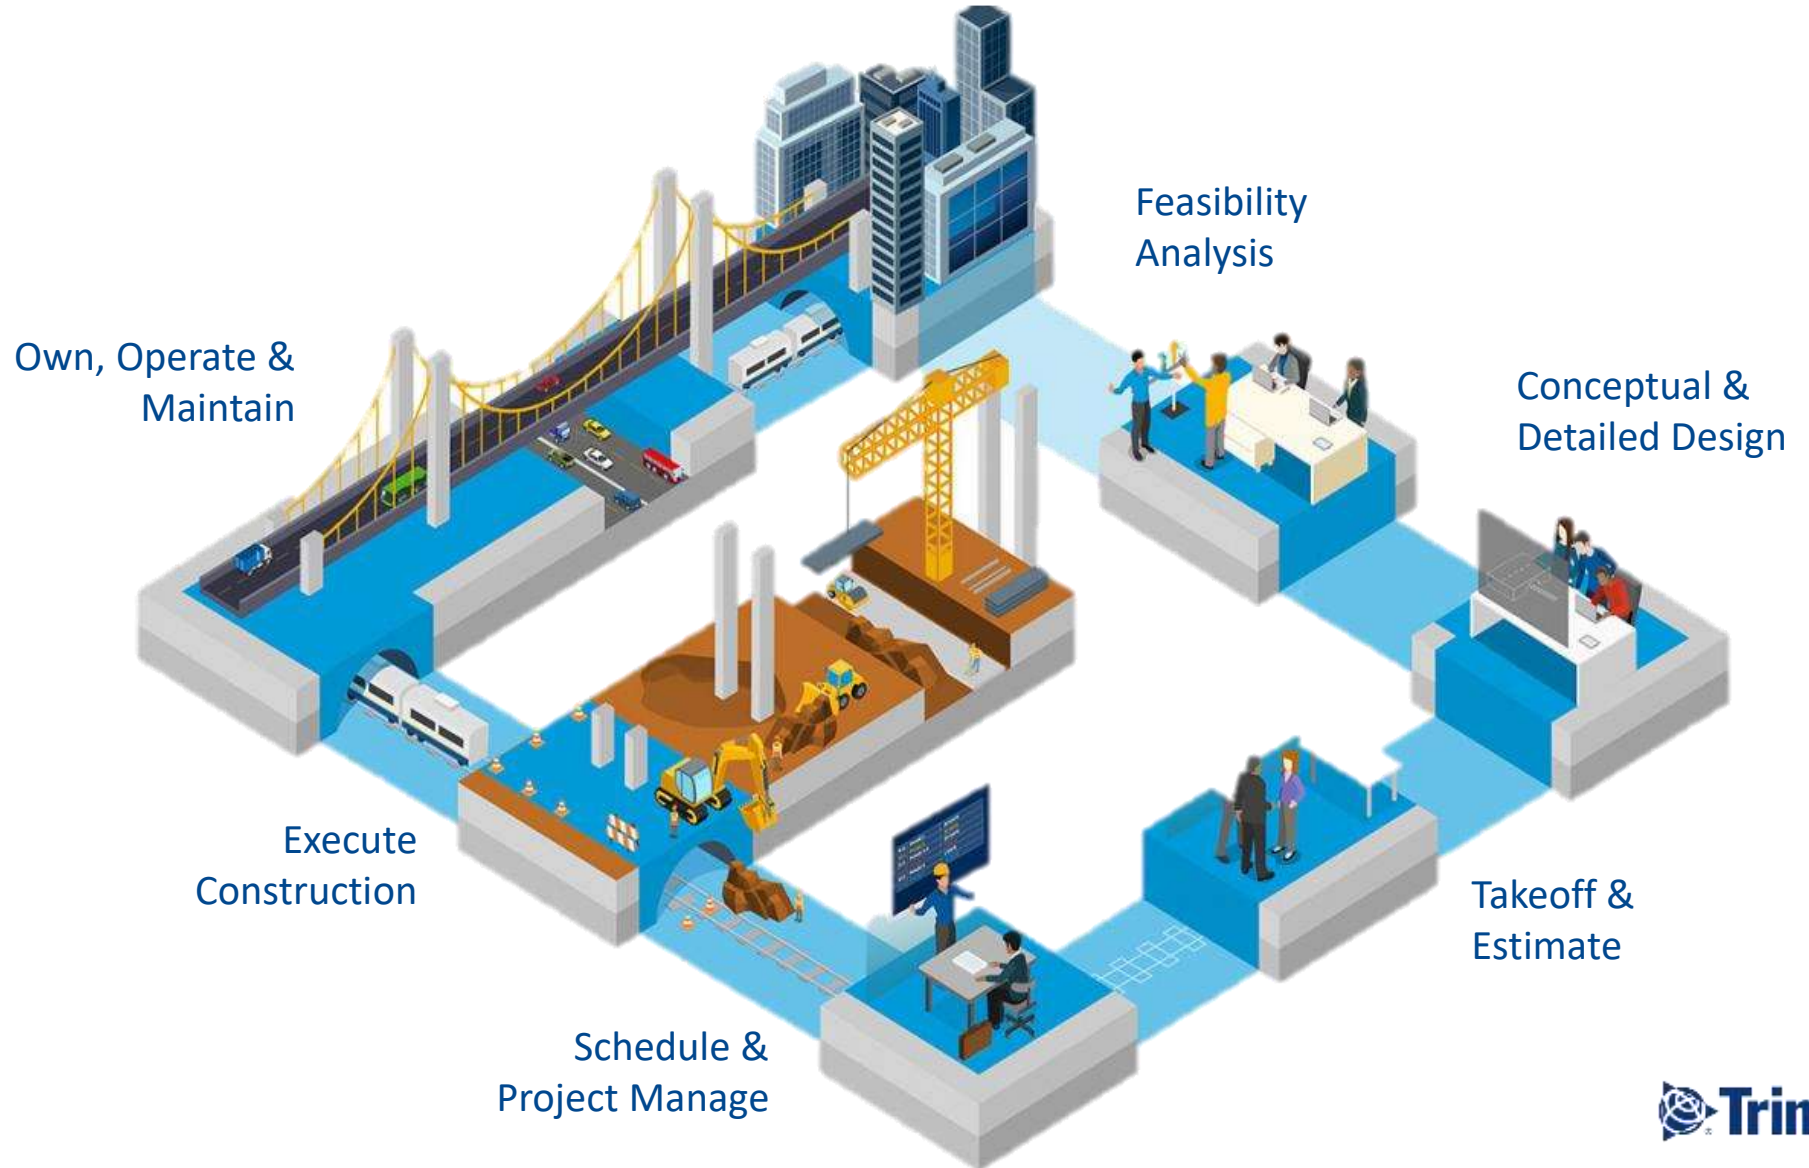 Feasibility
Analysis
Own, Operate &
Maintain
Conceptual &
Detailed Design
Execute
Construction
Takeoff &
Estimate
Schedule &
Project Manage
Trim